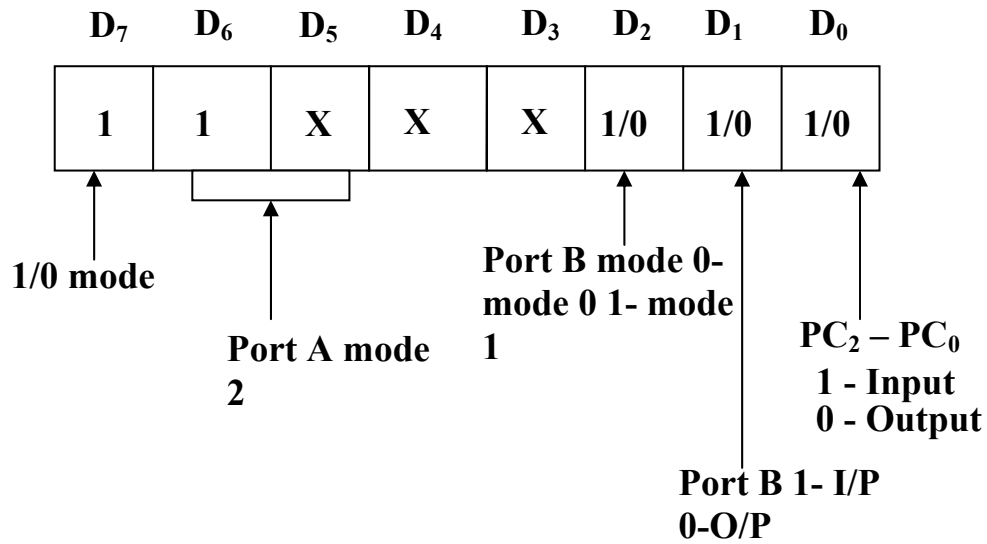 D7 D6 D5 D4 D3 D2 D1 D0
1 1 X X X 1/0 1/0 1/0
1/0 mode
Port A mode
2
Port B mode 0-
mode 0 1- mode
1
PC2 – PC0
1 - Input
0 - Output
Port B 1- I/P
0-O/P